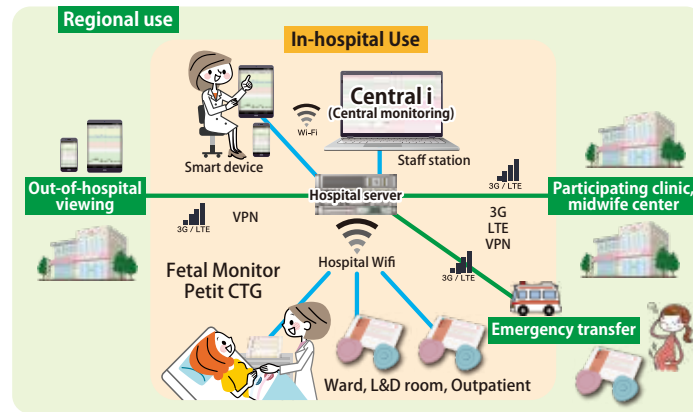 Regional use
In-hospital Use
Central i
(Central monitoring)
Wi-Fi
Smart device
Staff station
Out-of-hospital
viewing
Hospital server
3G / LTE
Participating clinic,
midwife center
3G / LTE
VPN
3G
LTE
VPN
Hospital Wifi
3G / LTE
Fetal Monitor
Petit CTG
Emergency transfer
Ward, L&D room, Outpatient